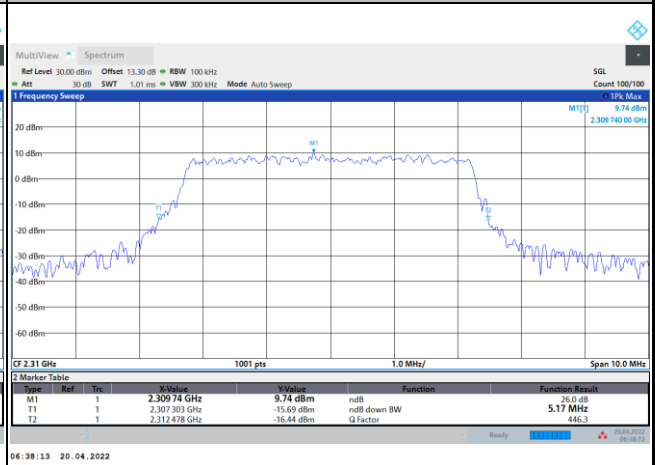 MultiView Spectrum
Ref Level 30.00 dBm Offset 13.30 dB RBW 100 kHz SGL
Att 30 dB SWT 1.01 ms VBW 300 kHz Mode Auto Sweep Count 100/100
1 Frequency Sweep 1Pk Max
M1[1] 9.74 dBm
2.309 740 00 GHz
20 dBm
M1
10 dBm
0 dBm
T1
T2
-10 dBm
-20 dBm
-30 dBm
-40 dBm
-50 dBm
-60 dBm
CF 2.31 GHz 1001 pts 1.0 MHz/ Span 10.0 MHz
2 Marker Table
Type Ref Trc X-Value Y-Value Function Function Result
M1 1 2.309 74 GHz 9.74 dBm ndB 26.0 dB
T1 1 2.307 303 GHz -15.69 dBm ndB down BW 5.17 MHz
T2 1 2.312 478 GHz -16.44 dBm Q Factor 446.3
Ready 20.04.2022
06:38:12
06:38:13 20.04.2022